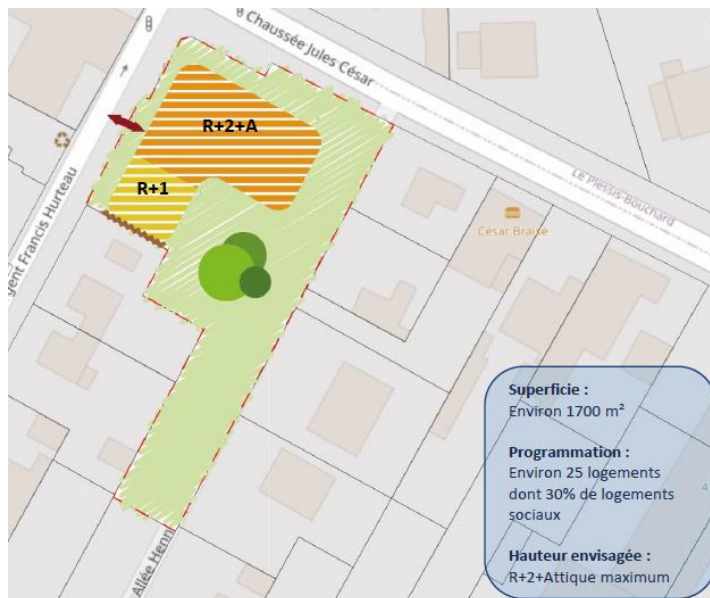 Chaussée Jules César
R+2+A
R+1
gent Francis Hurteau
Le Plessis-Bouchard
César Braise
Allée Henri
Superficie :
Environ 1700 m²
Programmation :
Environ 25 logements
dont 30% de logements
sociaux
Hauteur envisagée :
R+2+Attique maximum
4